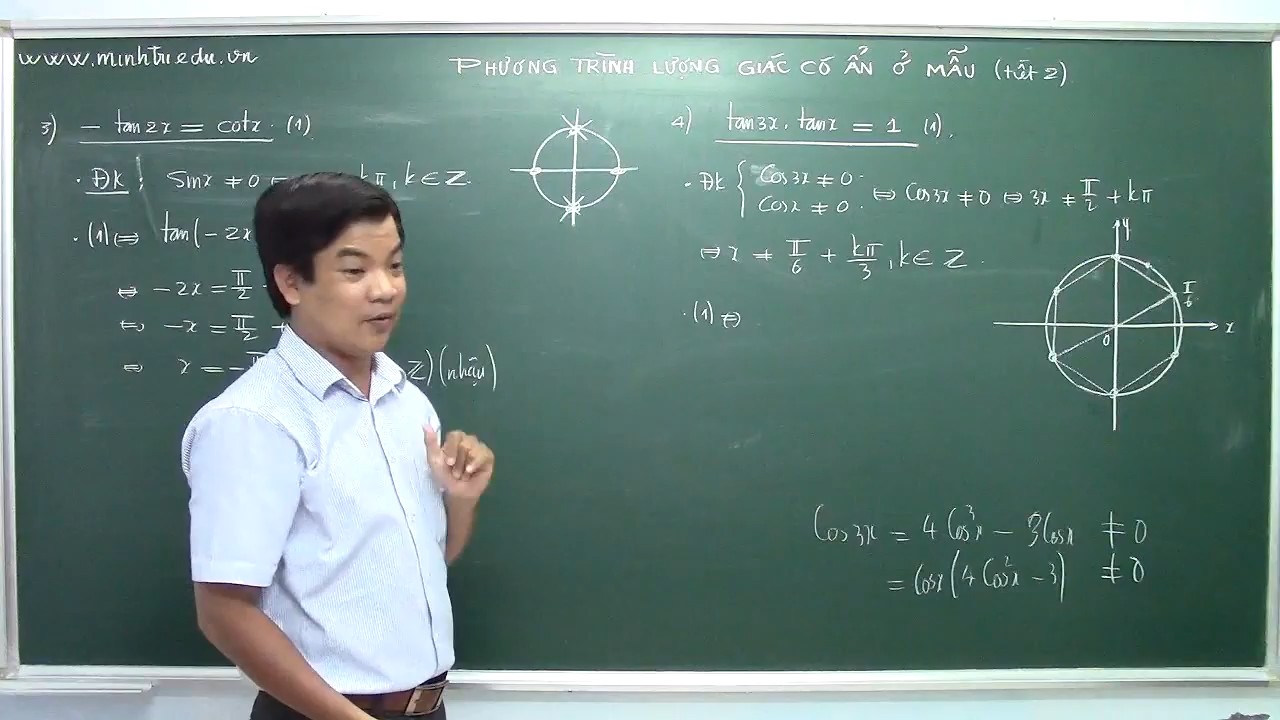 www.minhtriedu.vn
PHƯƠNG TRÌNH LƯỢNG GIÁC CÓ ẨN Ở MẪU (tiết 2)
3) - tan2x = cotx. (1)
. ĐK : sinx ≠ 0 ⇔ kπ, k ∈ Z.
. (1) ⇔ tan(-2x
⇔ -2x = π/2
⇔ -x = π/2 +
⇔ x = - Z) (nhận)
4) tan3x. tanx = 1 (1).
. ĐK { cos3x ≠ 0.
cosx ≠ 0. ⇔ cos3x ≠ 0 ⇔ 3x ≠ π/2 + kπ
⇔ x ≠ π/6 + kπ/3, k ∈ Z.
. (1) ⇔
y
π/6
x
0
Cos3x = 4Cos³x - 3Cosx ≠ 0
= Cosx(4Cos²x - 3) ≠ 0